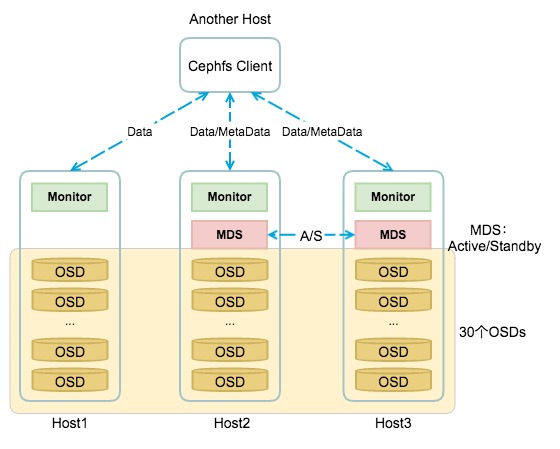 Another Host
Cephfs Client
Data
Data/MetaData
Data/MetaData
Monitor
Monitor
Monitor
MDS
A/S
MDS
MDS:
Active/Standby
OSD
OSD
OSD
OSD
OSD
OSD
...
...
...
30个OSDs
OSD
OSD
OSD
OSD
OSD
OSD
Host1
Host2
Host3